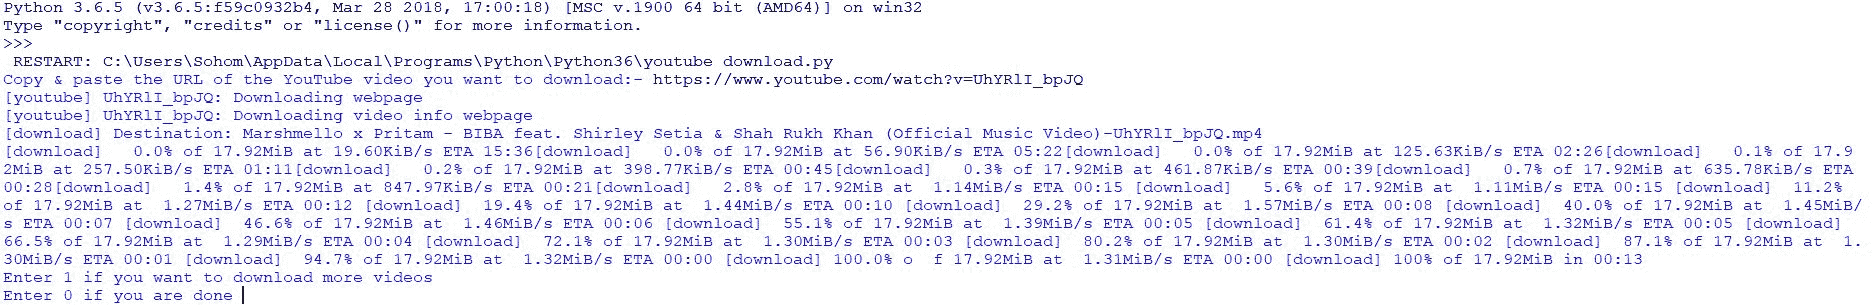 Python 3.6.5 (v3.6.5:f59c0932b4, Mar 28 2018, 17:00:18) [MSC v.1900 64 bit (AMD64)] on win32
Type "copyright", "credits" or "license()" for more information.
>>>
 RESTART: C:\Users\Sohom\AppData\Local\Programs\Python\Python36\youtube download.py
Copy & paste the URL of the YouTube video you want to download:- https://www.youtube.com/watch?v=UhYRlI_bpJQ
[youtube] UhYRlI_bpJQ: Downloading webpage
[youtube] UhYRlI_bpJQ: Downloading video info webpage
[download] Destination: Marshmello x Pritam - BIBA feat. Shirley Setia & Shah Rukh Khan (Official Music Video)-UhYRlI_bpJQ.mp4
[download]   0.0% of 17.92MiB at 19.60KiB/s ETA 15:36[download]   0.0% of 17.92MiB at 56.90KiB/s ETA 05:22[download]   0.0% of 17.92MiB at 125.63KiB/s ETA 02:26[download]   0.1% of 17.9
2MiB at 257.50KiB/s ETA 01:11[download]   0.2% of 17.92MiB at 398.77KiB/s ETA 00:45[download]   0.3% of 17.92MiB at 461.87KiB/s ETA 00:39[download]   0.7% of 17.92MiB at 635.78KiB/s ETA
00:28[download]   1.4% of 17.92MiB at 847.97KiB/s ETA 00:21[download]   2.8% of 17.92MiB at  1.14MiB/s ETA 00:15 [download]   5.6% of 17.92MiB at  1.11MiB/s ETA 00:15 [download]  11.2%
of 17.92MiB at  1.27MiB/s ETA 00:12 [download]  19.4% of 17.92MiB at  1.44MiB/s ETA 00:10 [download]  29.2% of 17.92MiB at  1.57MiB/s ETA 00:08 [download]  40.0% of 17.92MiB at  1.45MiB/
s ETA 00:07 [download]  46.6% of 17.92MiB at  1.46MiB/s ETA 00:06 [download]  55.1% of 17.92MiB at  1.39MiB/s ETA 00:05 [download]  61.4% of 17.92MiB at  1.32MiB/s ETA 00:05 [download]
66.5% of 17.92MiB at  1.29MiB/s ETA 00:04 [download]  72.1% of 17.92MiB at  1.30MiB/s ETA 00:03 [download]  80.2% of 17.92MiB at  1.30MiB/s ETA 00:02 [download]  87.1% of 17.92MiB at  1.
30MiB/s ETA 00:01 [download]  94.7% of 17.92MiB at  1.32MiB/s ETA 00:00 [download] 100.0% o  f 17.92MiB at  1.31MiB/s ETA 00:00 [download] 100% of 17.92MiB in 00:13
Enter 1 if you want to download more videos
Enter 0 if you are done